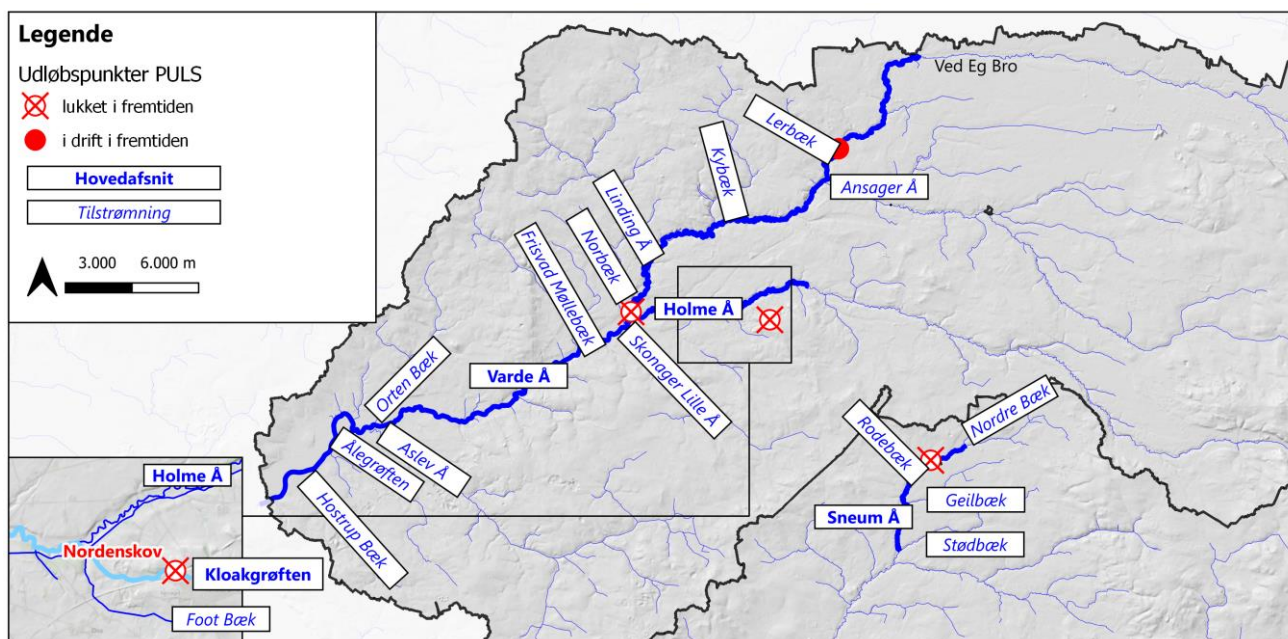 Legende
Udløbspunkter PULS
lukket i fremtiden
i drift i fremtiden
Hovedafsnit
Tilstrømning
3.000 6.000 m
Ved Eg Bro
Lerbæk
Kybæk
Ansager Å
Linding Å
Norbæk
Frisvad Møllebæk
Holme Å
Skonager Lille Å
Varde Å
Orten Bæk
Aslev Å
Ålegrøften
Hostrup Bæk
Nordre Bæk
Rodebæk
Geilbæk
Sneum Å
Stødbæk
Holme Å
Nordenskov
Kloakgrøften
Foot Bæk